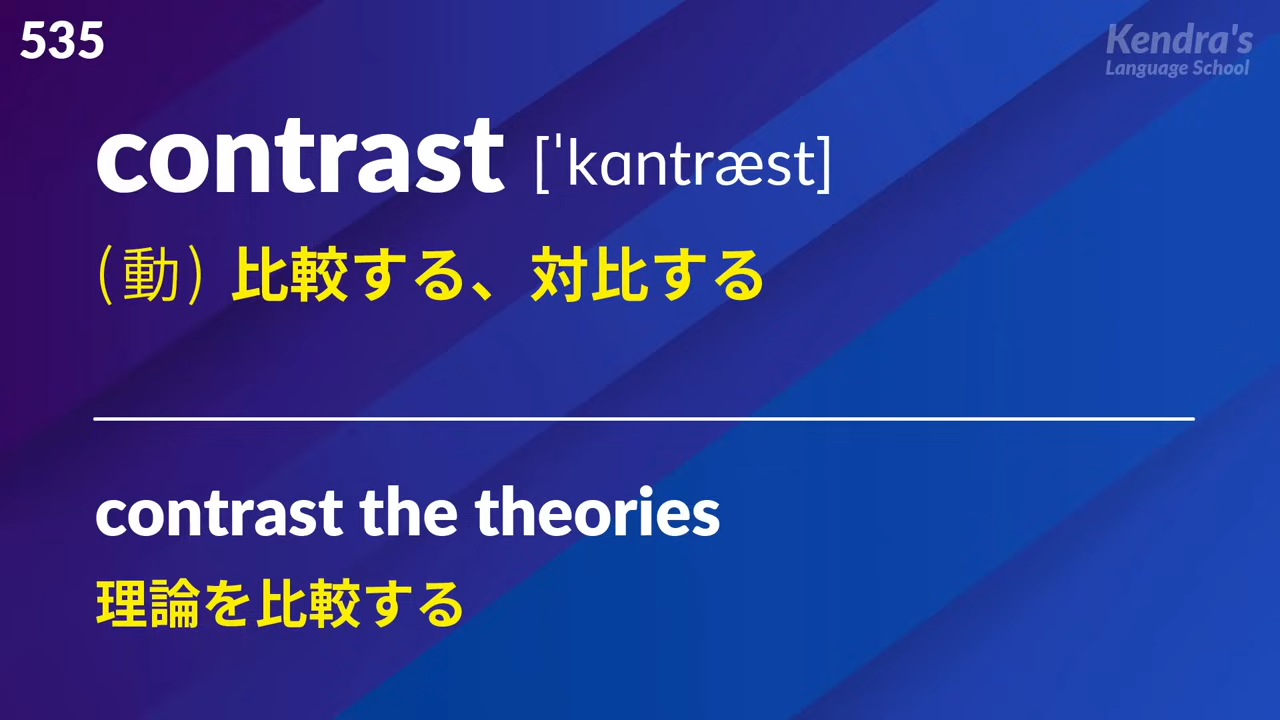 535
Kendra's
Language School
contrast [ˈkɑntræst]
(動) 比較する、対比する
contrast the theories
理論を比較する